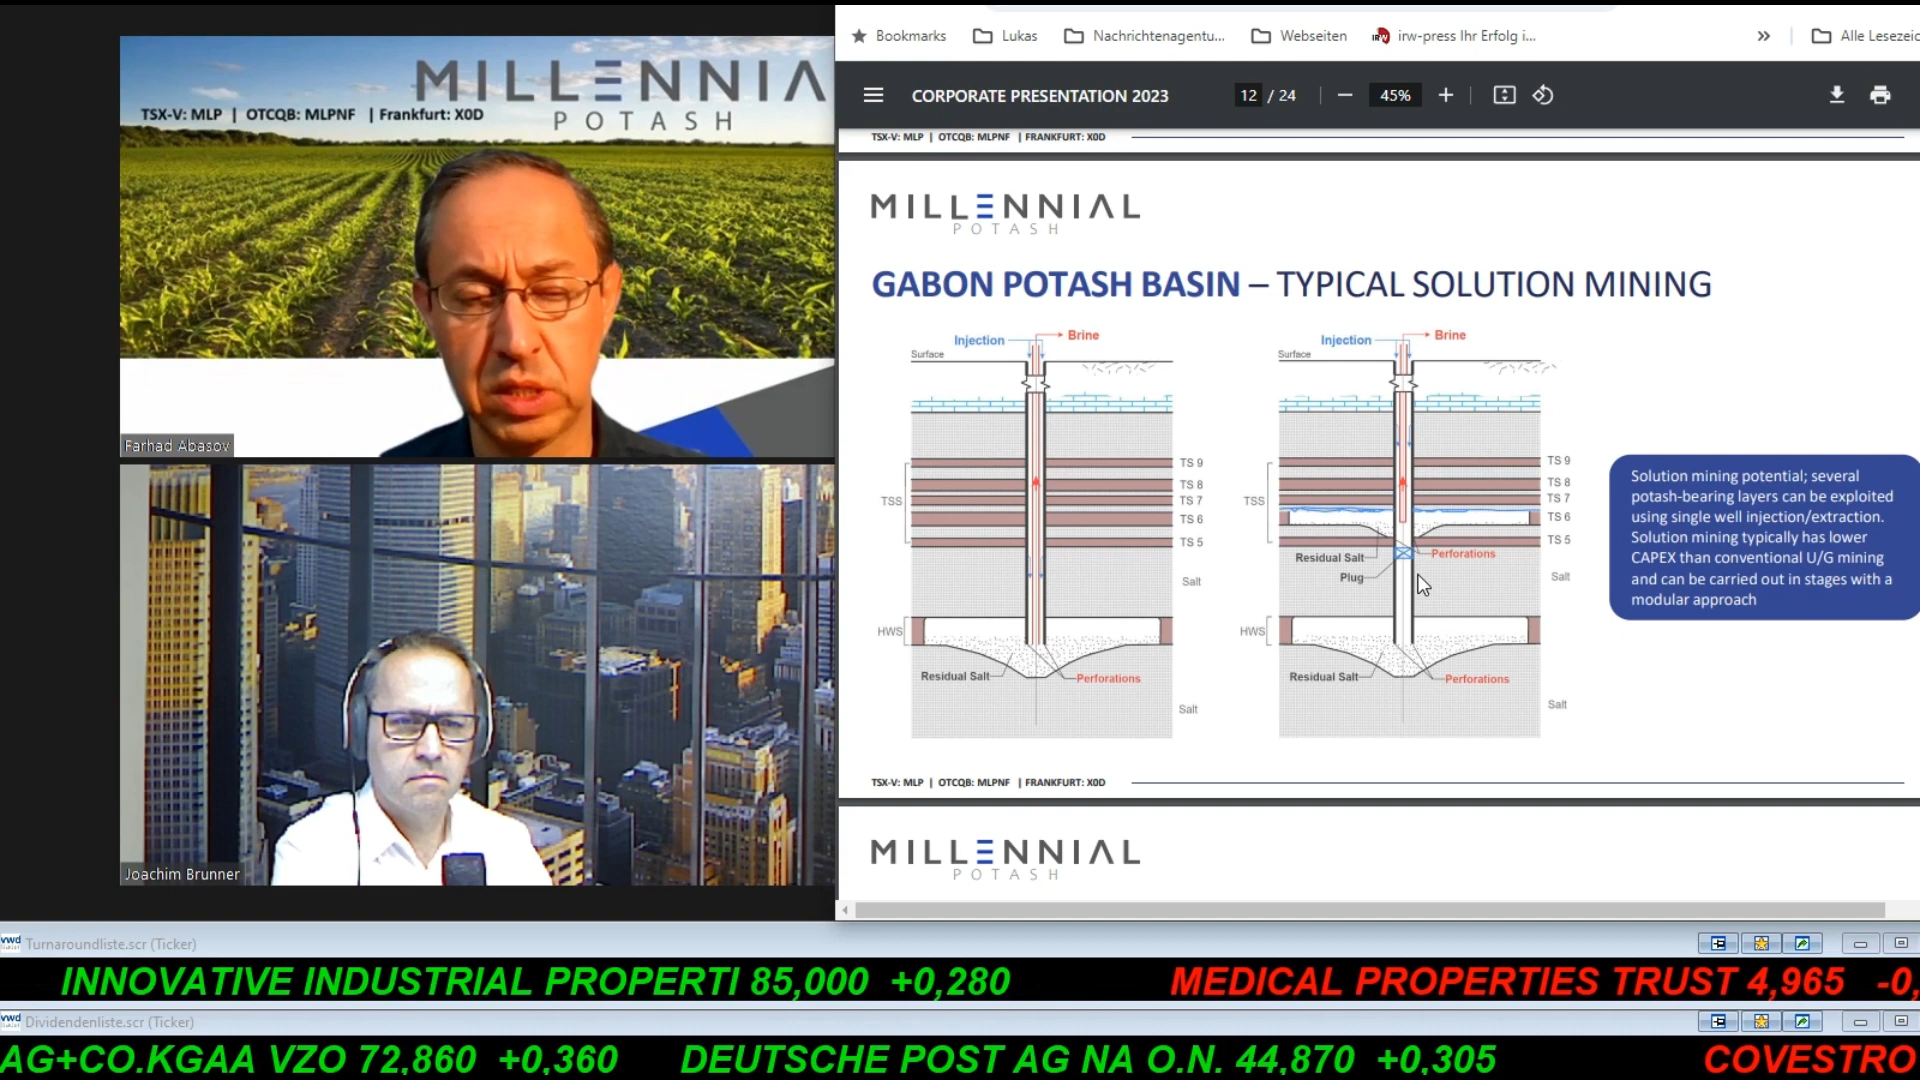 MILLENNIA
POTASH
TSX-V: MLP | OTCQB: MLPNF | Frankfurt: X0D
Farhad Abasov
Joachim Brunner
Bookmarks
Lukas
Nachrichtenagentu...
Webseiten
irw-press Ihr Erfolg i...
»
Alle Lesezeic
CORPORATE PRESENTATION 2023
12 / 24
45%
TSX-V: MLP | OTCQB: MLPNF | FRANKFURT: X0D
MILLENNIAL
POTASH
GABON POTASH BASIN – TYPICAL SOLUTION MINING
Injection
Brine
Surface
TSS
TS 9
TS 8
TS 7
TS 6
TS 5
Salt
HWS
Residual Salt
Perforations
Salt
Injection
Brine
Surface
TSS
TS 9
TS 8
TS 7
TS 6
TS 5
Residual Salt
Perforations
Plug
Salt
HWS
Residual Salt
Perforations
Salt
Solution mining potential; several
potash-bearing layers can be exploited
using single well injection/extraction.
Solution mining typically has lower
CAPEX than conventional U/G mining
and can be carried out in stages with a
modular approach
TSX-V: MLP | OTCQB: MLPNF | FRANKFURT: X0D
MILLENNIAL
POTASH
vwd Turnaroundliste.scr (Ticker)
INNOVATIVE INDUSTRIAL PROPERTI 85,000 +0,280 MEDICAL PROPERTIES TRUST 4,965 -0,
vwd Dividendenliste.scr (Ticker)
AG+CO.KGAA VZO 72,860 +0,360 DEUTSCHE POST AG NA O.N. 44,870 +0,305 COVESTRO